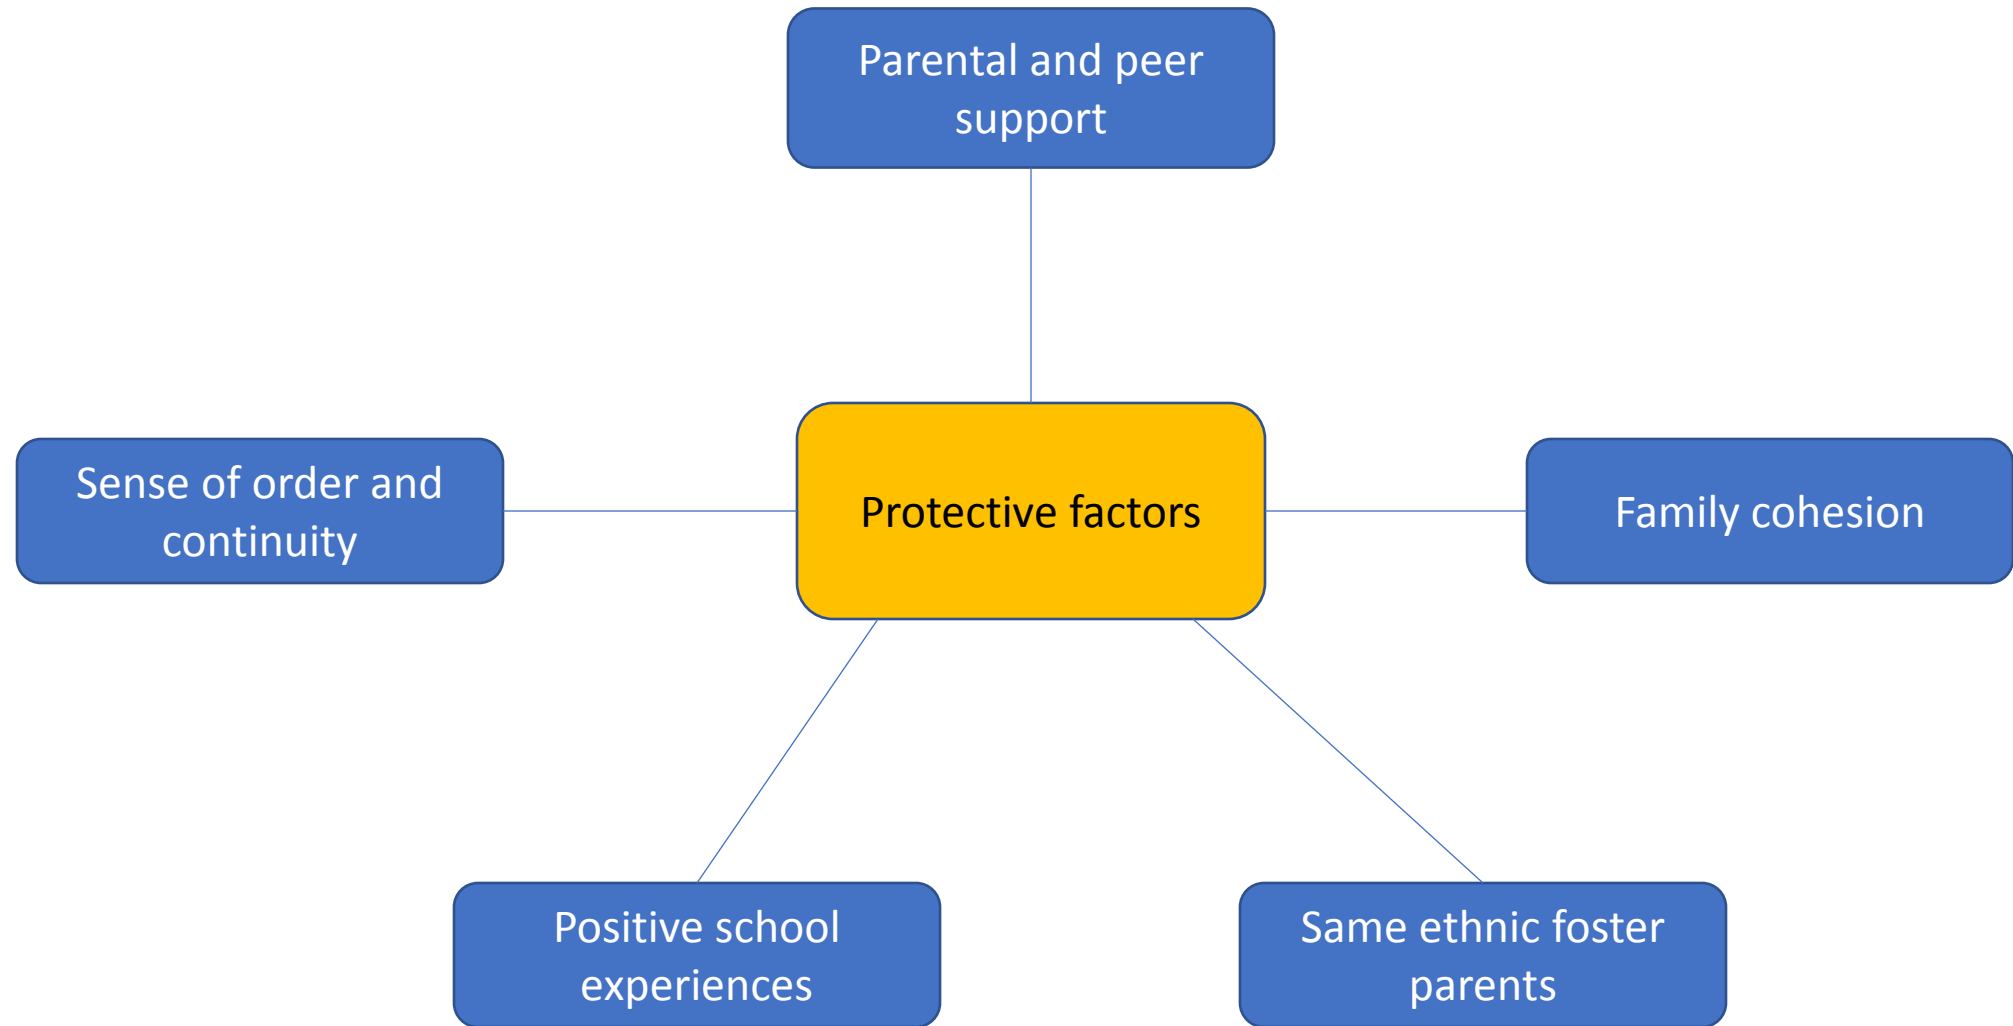 Parental and peer
support
Sense of order and
continuity
Protective factors
Family cohesion
Positive school
experiences
Same ethnic foster
parents